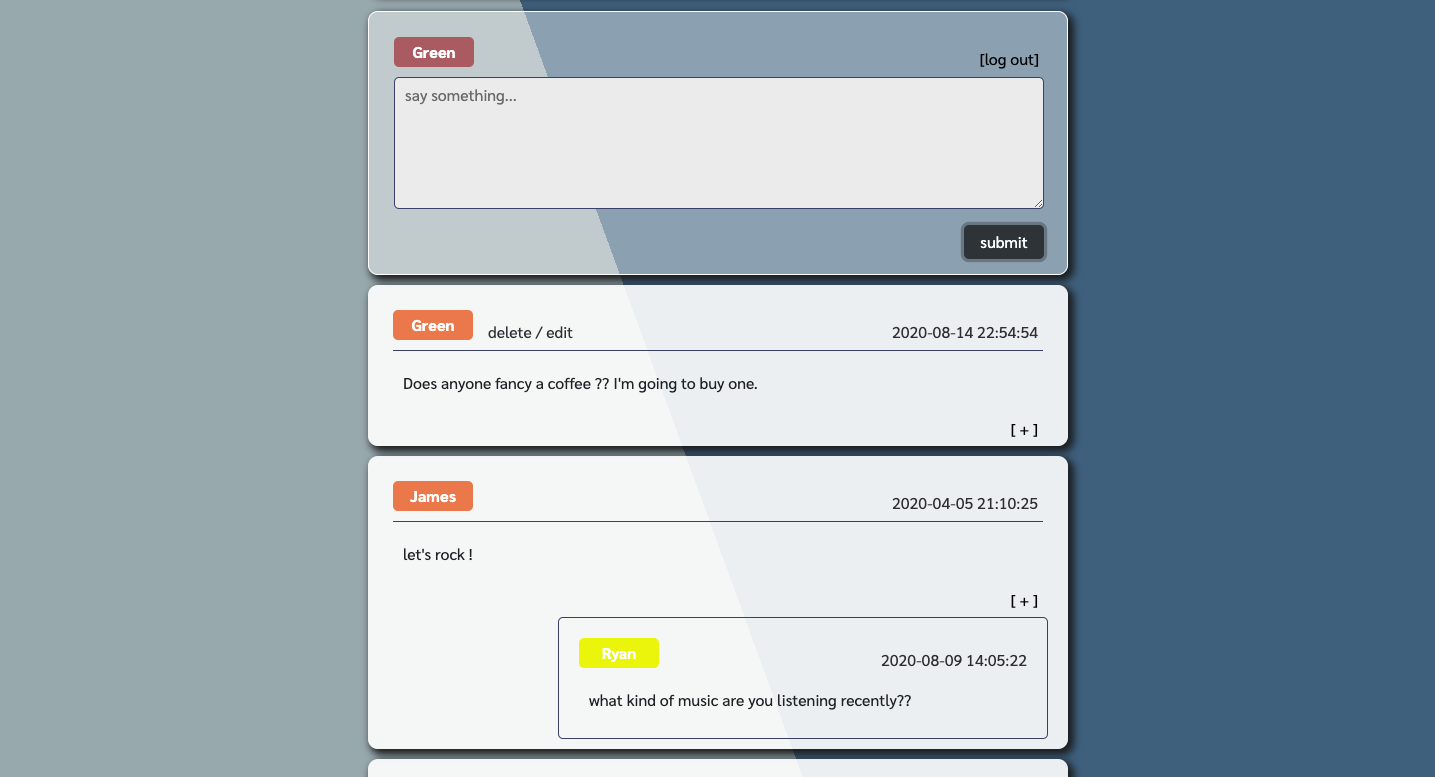 Green
[log out]
say something...
submit
Green delete / edit 2020-08-14 22:54:54
Does anyone fancy a coffee ?? I'm going to buy one.
[ + ]
James 2020-04-05 21:10:25
let's rock !
[ + ]
Ryan 2020-08-09 14:05:22
what kind of music are you listening recently??